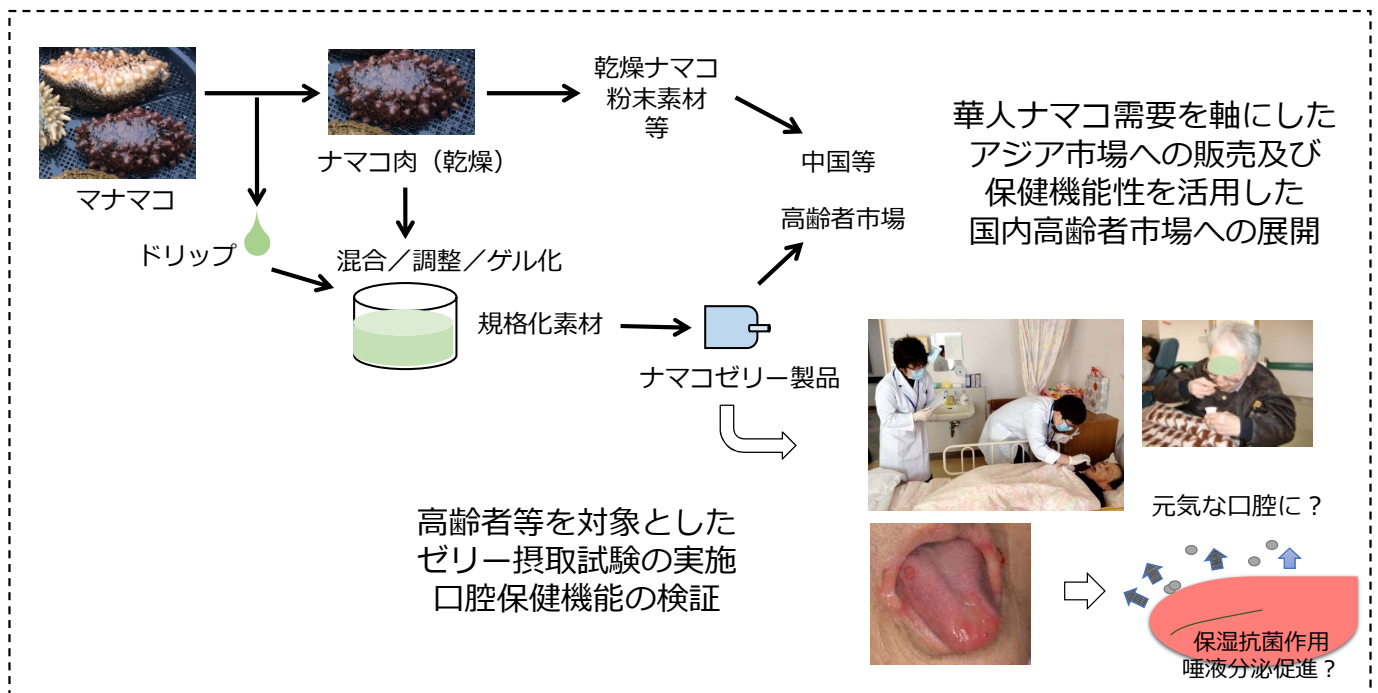 マナマコ
ナマコ肉（乾燥）
乾燥ナマコ
粉末素材
等
中国等
高齢者市場
華人ナマコ需要を軸にした
アジア市場への販売及び
保健機能性を活用した
国内高齢者市場への展開
ドリップ
混合／調整／ゲル化
規格化素材
ナマコゼリー製品
高齢者等を対象とした
ゼリー摂取試験の実施
口腔保健機能の検証
元気な口腔に？
保湿抗菌作用
唾液分泌促進？